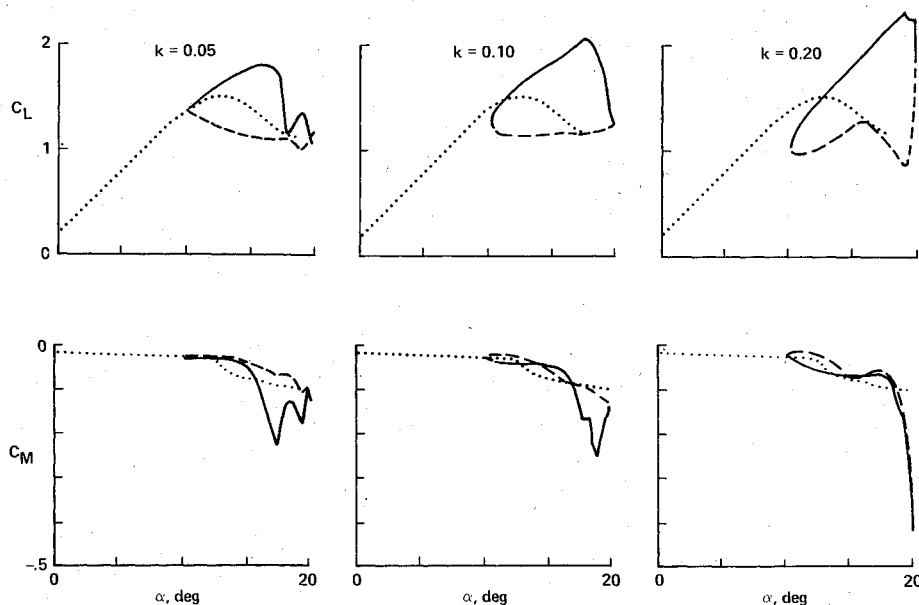 k = 0.05
k = 0.10
k = 0.20
2
C_L
1
0
0
C_M
-.5
0
20
0
20
0
20
α, deg
α, deg
α, deg